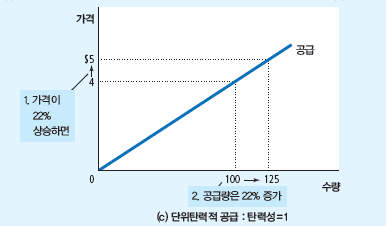 가격
공급
$5
4
1. 가격이
22%
상승하면
0
100 → 125
수량
2. 공급량은 22% 증가
(c) 단위탄력적 공급 : 탄력성=1